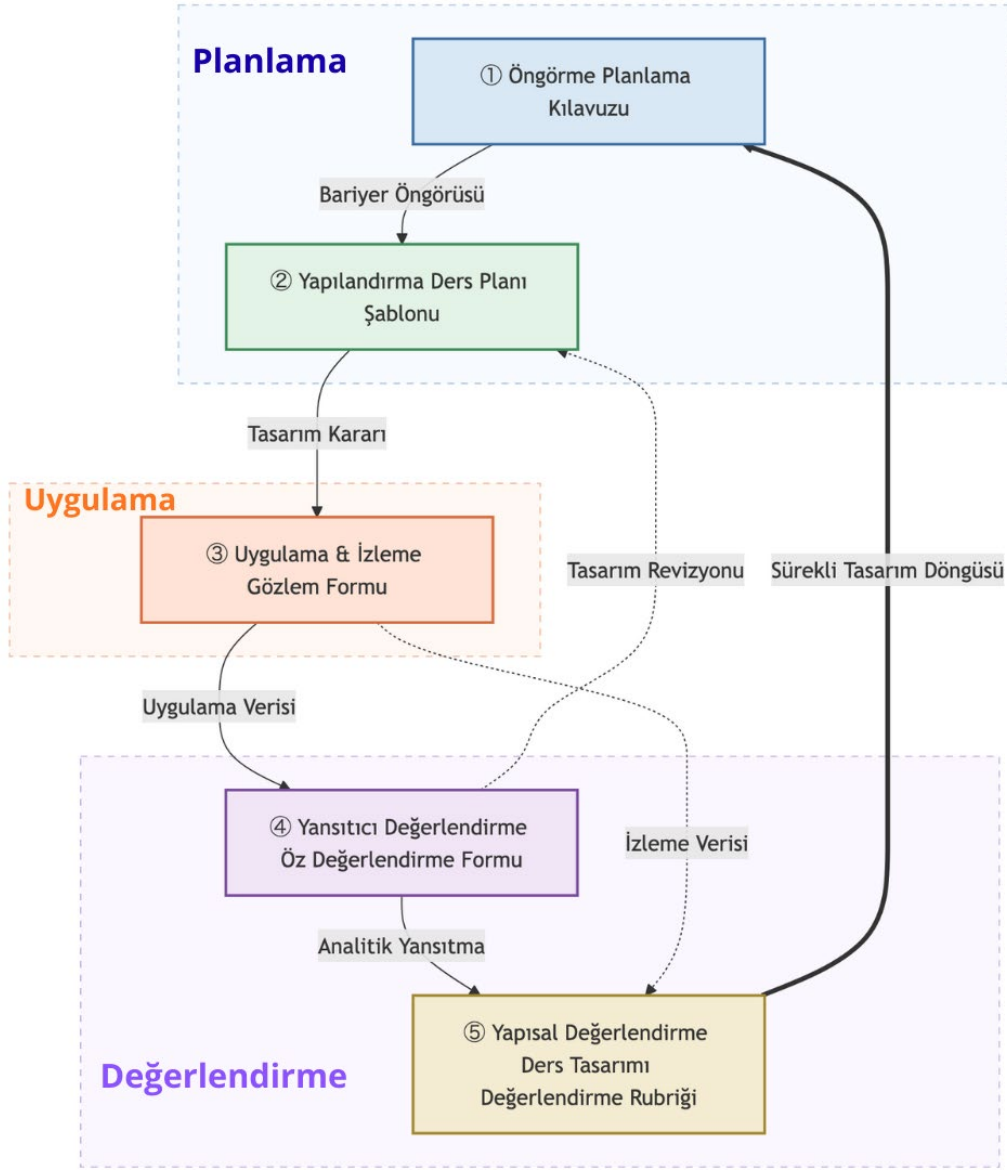 Planlama
① Öngörme Planlama
Kılavuzu
Bariyer Öngörüsü
② Yapılandırma Ders Planı
Şablonu
Tasarım Kararı
Uygulama
③ Uygulama & İzleme
Gözlem Formu
Tasarım Revizyonu
Sürekli Tasarım Döngüsü
Uygulama Verisi
④ Yansıtıcı Değerlendirme
Öz Değerlendirme Formu
İzleme Verisi
Analitik Yansıtma
⑤ Yapısal Değerlendirme
Ders Tasarımı
Değerlendirme Rubriği
Değerlendirme